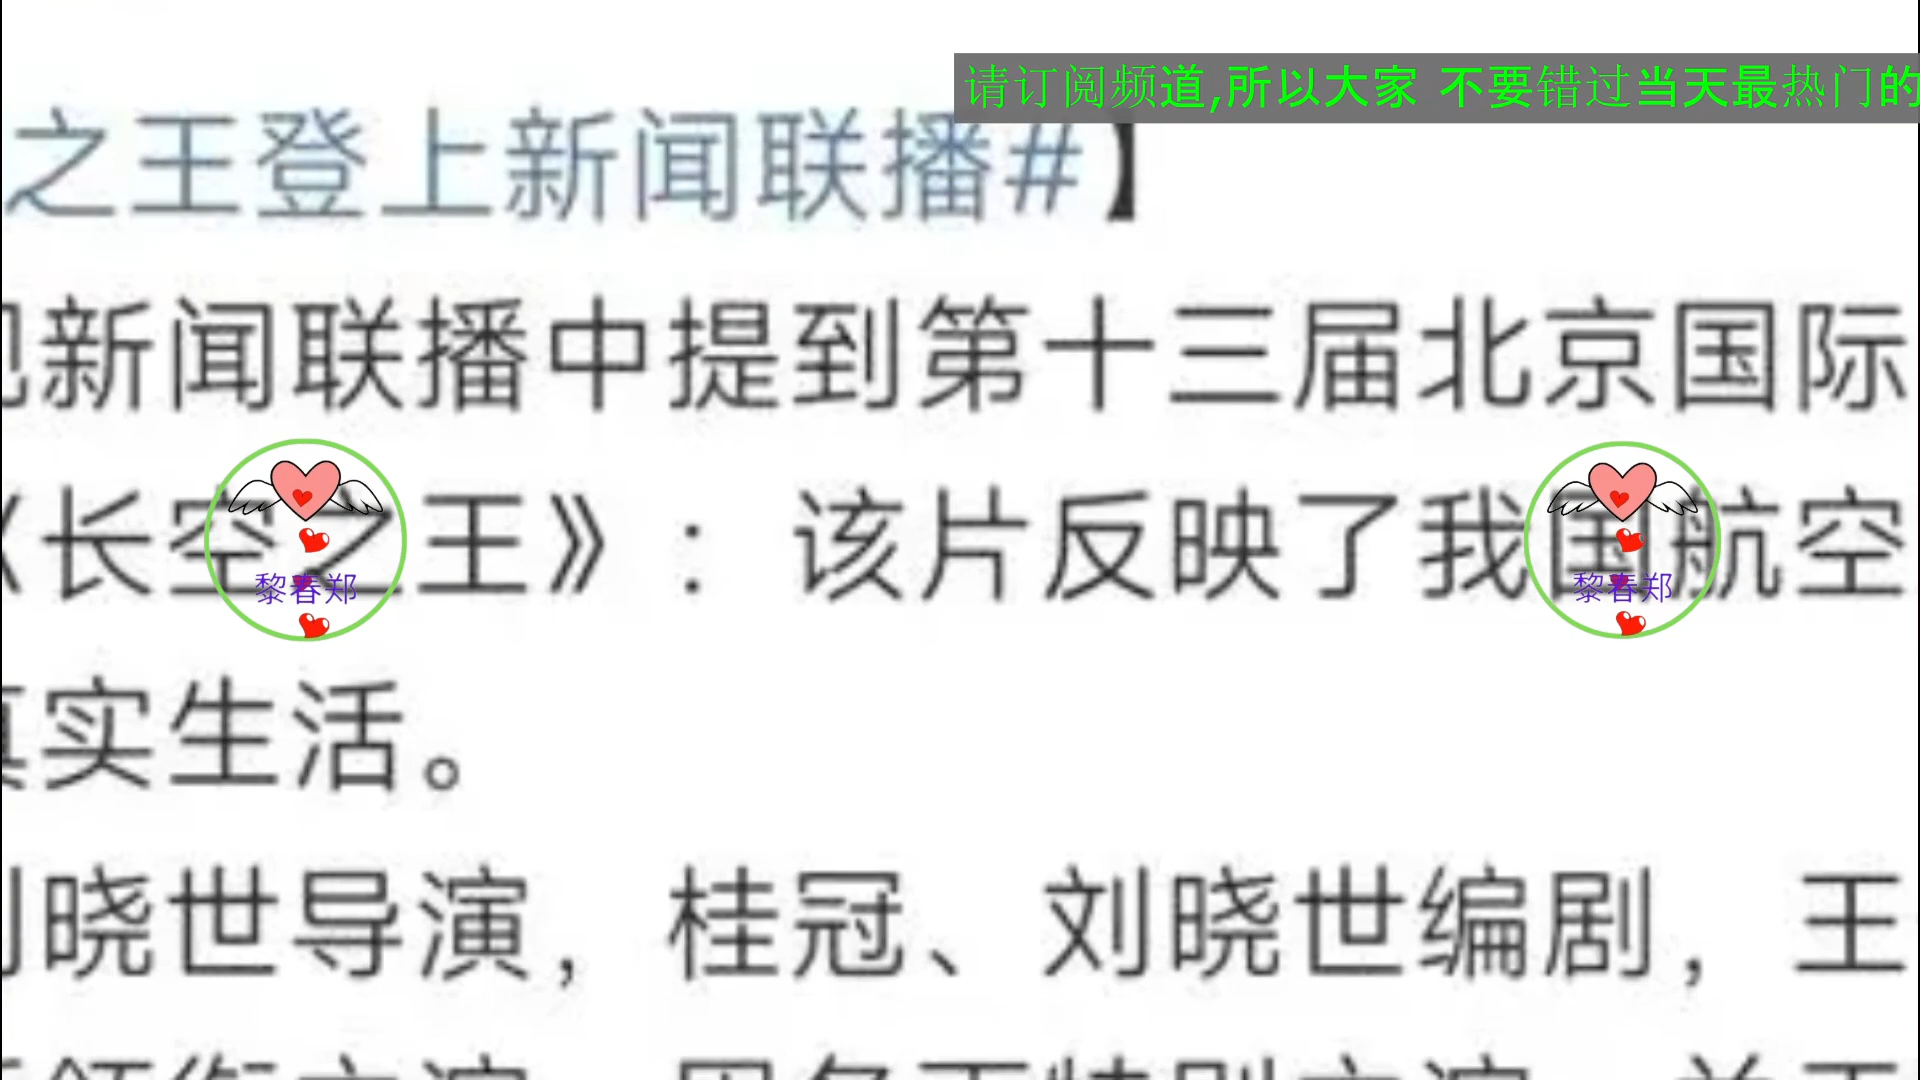 请订阅频道,所以大家 不要错过当天最热门的
之王登上新闻联播#】
新闻联播中提到第十三届北京国际
《长空之王》：该片反映了我国航空
黎春郑
黎春郑
真实生活。
刘晓世导演，桂冠、刘晓世编剧，王